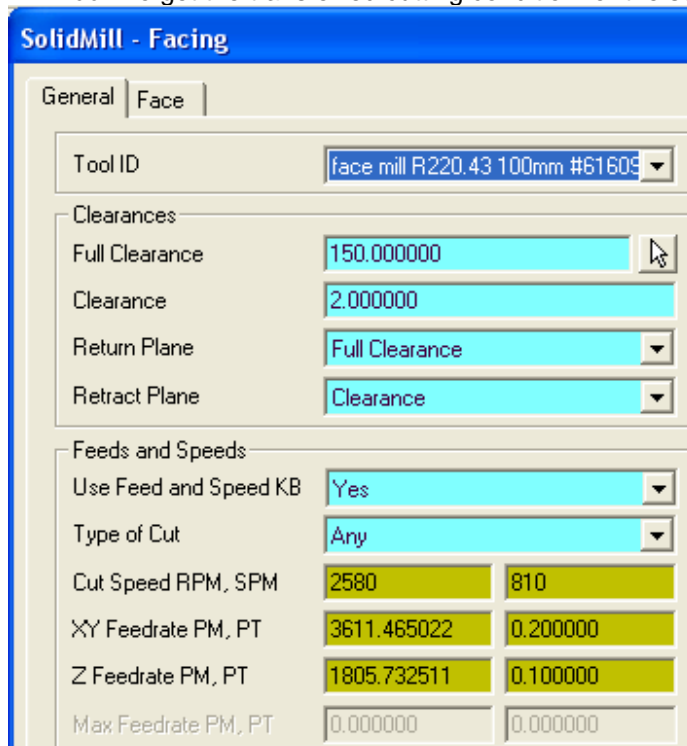 SolidMill - Facing
General Face
Tool ID face mill R220.43 100mm #61609
Clearances
Full Clearance 150.000000
Clearance 2.000000
Return Plane Full Clearance
Retract Plane Clearance
Feeds and Speeds
Use Feed and Speed KB Yes
Type of Cut Any
Cut Speed RPM, SPM 2580 810
XY Feedrate PM, PT 3611.465022 0.200000
Z Feedrate PM, PT 1805.732511 0.100000
Max Feedrate PM, PT 0.000000 0.000000